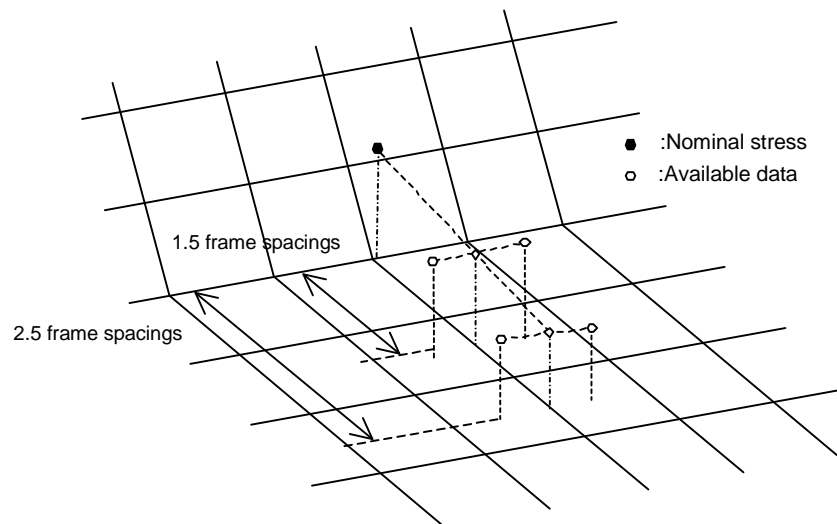 :Nominal stress
:Available data
1.5 frame spacings
2.5 frame spacings